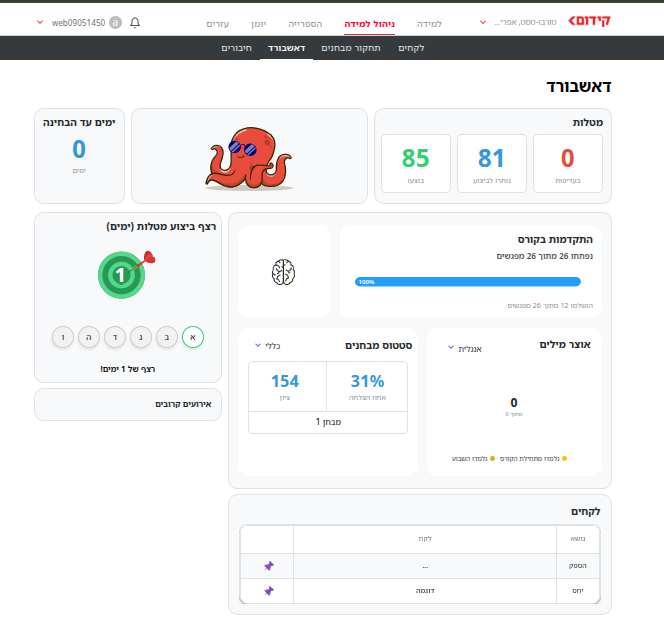 קידום
סורבו-טסט, אפרי...
למידה
ניהול למידה
הספרייה
יומן
עזרים
web09051450
a
לקחים
תחקור מבחנים
דאשבורד
חיבורים
דאשבורד
מטלות
0
בעדיפות
81
נותרו לביצוע
85
בוצעו
ימים עד הבחינה
0
ימים
התקדמות בקורס
נפתחו 26 מתוך 26 מפגשים
100%
הושלמו 12 מתוך 26 מפגשים
אוצר מילים
אנגלית
0
מתוך 0
נלמדו מתחילת הקורס
נלמדו השבוע
סטטוס מבחנים
כללי
31%
אחוז הצלחה
154
ציון
מבחן 1
רצף ביצוע מטלות (ימים)
1
א
ב
ג
ד
ה
ו
רצף של 1 ימים!
אירועים קרובים
לקחים
נושא
לקח
הספק
...
יחס
דוגמה